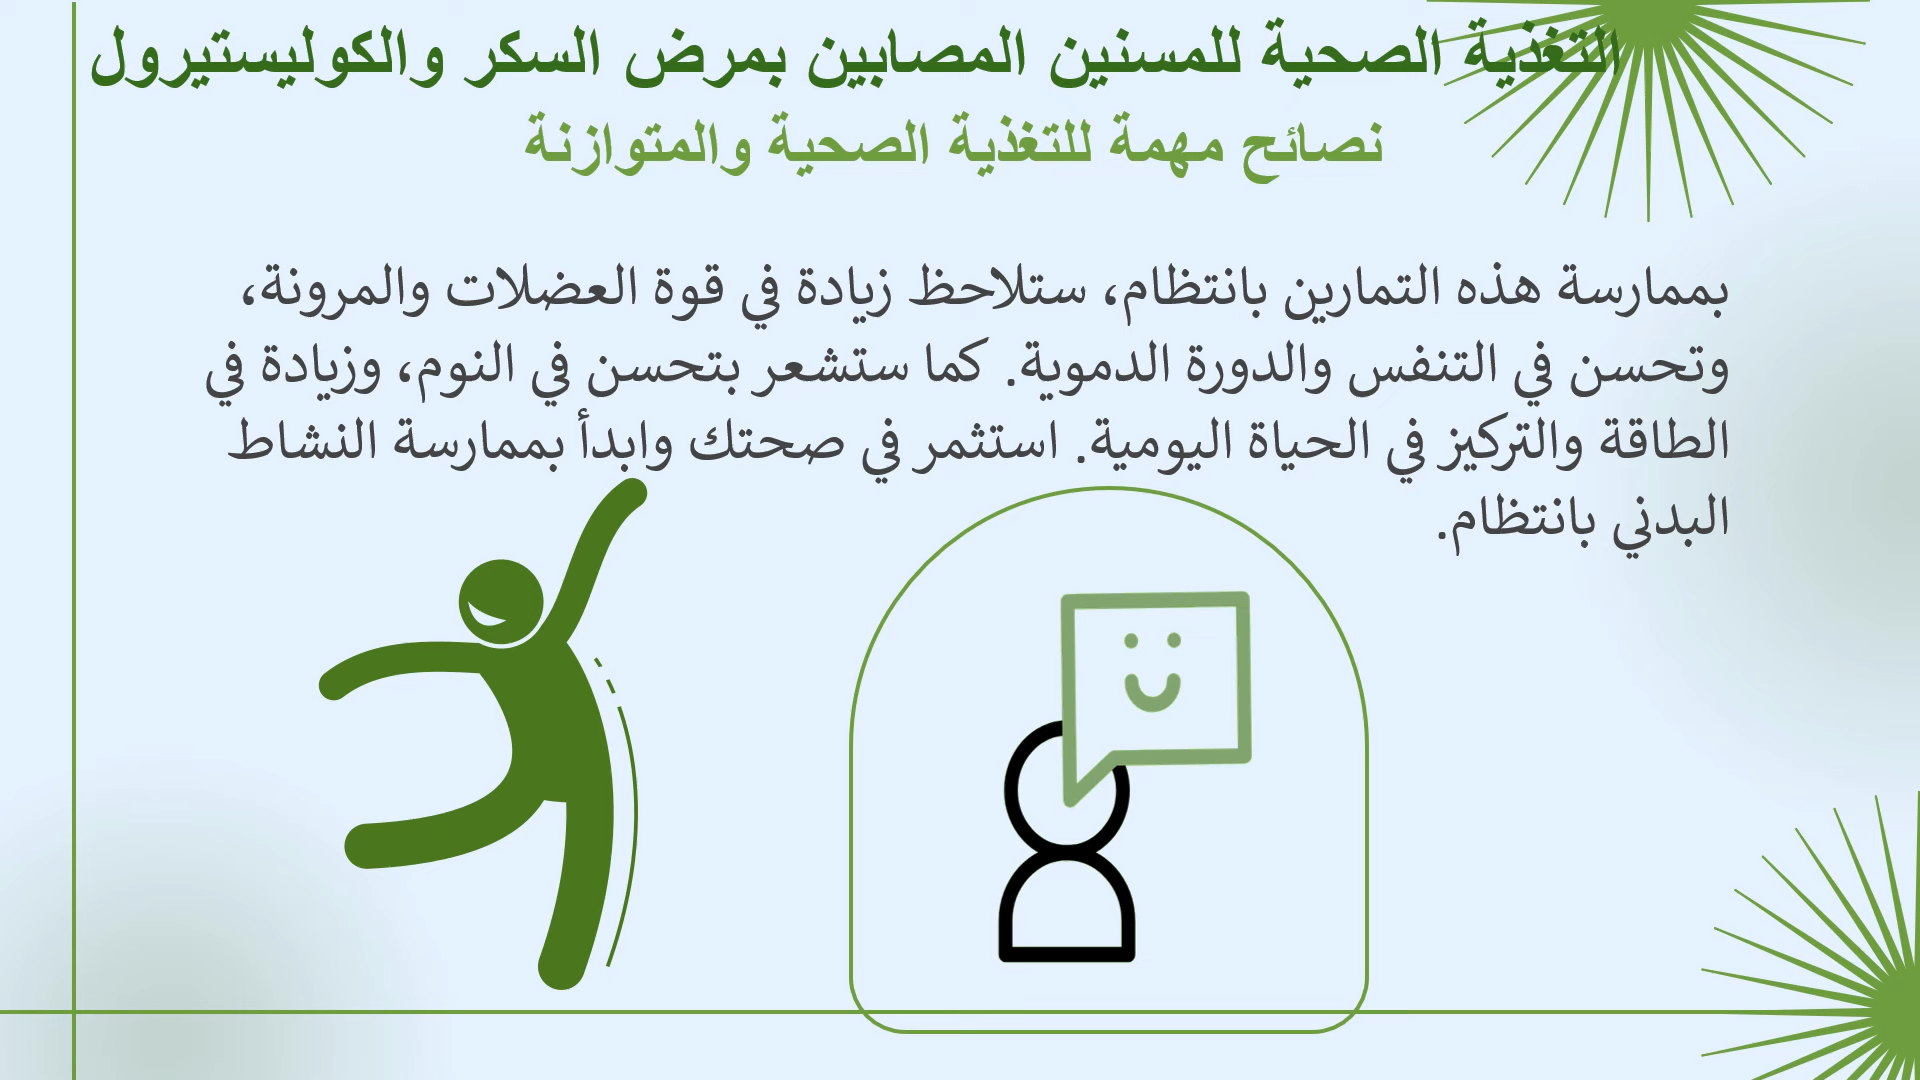 التغذية الصحية للمسنين المصابين بمرض السكر والكوليستيرول
نصائح مهمة للتغذية الصحية والمتوازنة
بممارسة هذه التمارين بانتظام، ستلاحظ زيادة في قوة العضلات والمرونة،
وتحسن في التنفس والدورة الدموية. كما ستشعر بتحسن في النوم، وزيادة في
الطاقة والتركيز في الحياة اليومية. استثمر في صحتك وابدأ بممارسة النشاط
البدني بانتظام.